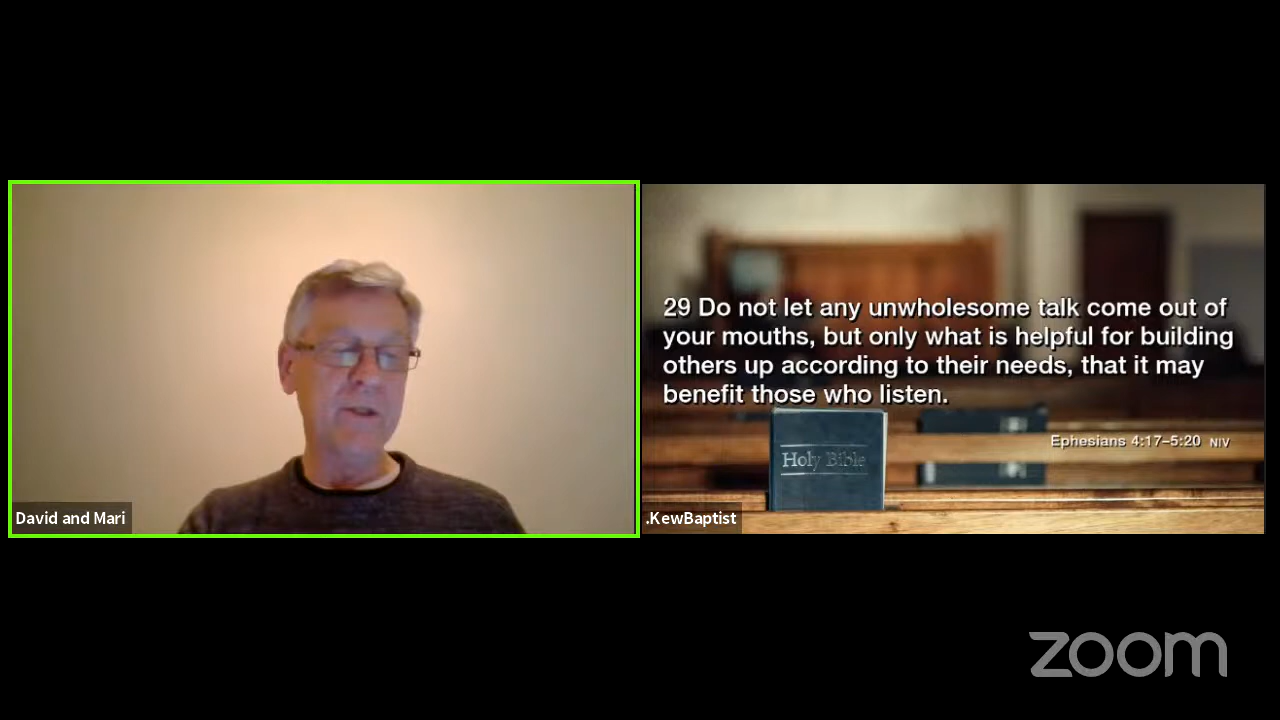 29 Do not let any unwholesome talk come out of
your mouths, but only what is helpful for building
others up according to their needs, that it may
benefit those who listen.
Ephesians 4:17–5:20 NIV
Holy Bible
David and Mari
.KewBaptist
zoom